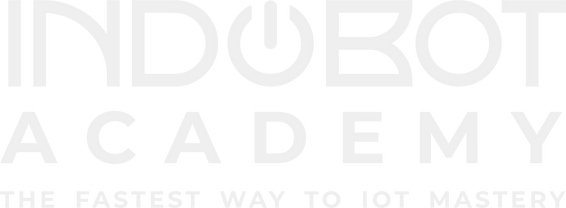 INDOBOT
ACADEMY
THE FASTEST WAY TO IOT MASTERY